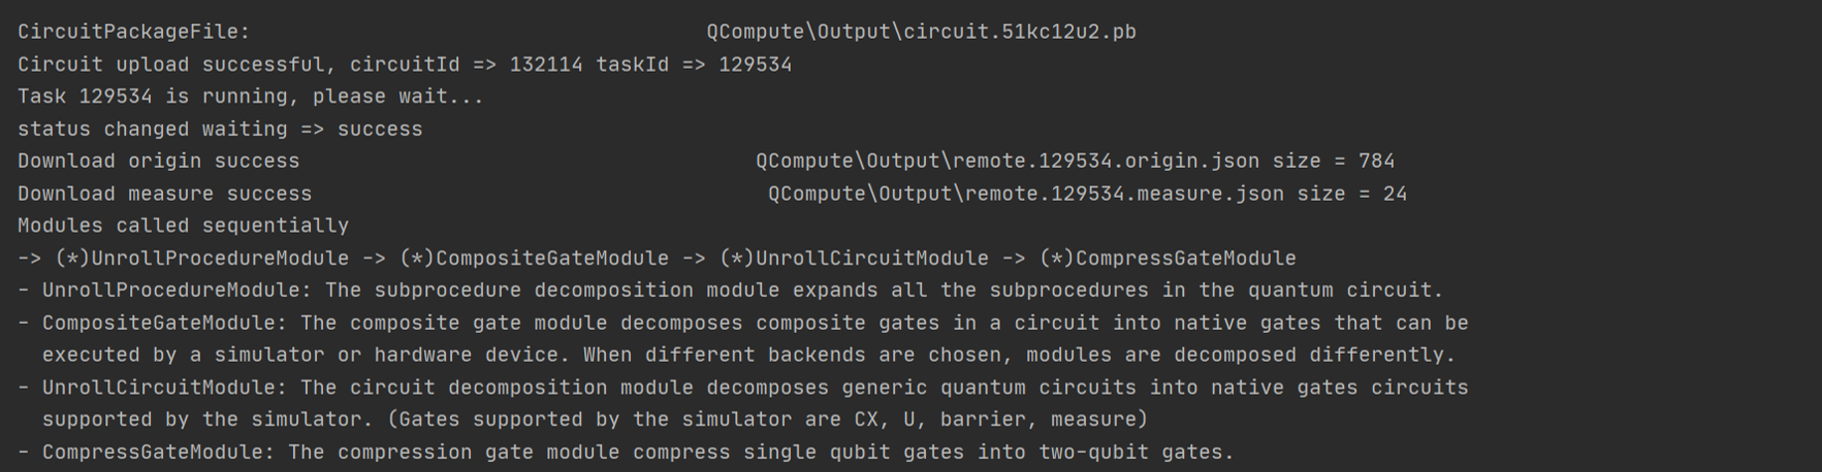 CircuitPackageFile: QCompute\Output\circuit.51kc12u2.pb
Circuit upload successful, circuitId => 132114 taskId => 129534
Task 129534 is running, please wait...
status changed waiting => success
Download origin success QCompute\Output\remote.129534.origin.json size = 784
Download measure success QCompute\Output\remote.129534.measure.json size = 24
Modules called sequentially
-> (*)UnrollProcedureModule -> (*)CompositeGateModule -> (*)UnrollCircuitModule -> (*)CompressGateModule
- UnrollProcedureModule: The subprocedure decomposition module expands all the subprocedures in the quantum circuit.
- CompositeGateModule: The composite gate module decomposes composite gates in a circuit into native gates that can be
executed by a simulator or hardware device. When different backends are chosen, modules are decomposed differently.
- UnrollCircuitModule: The circuit decomposition module decomposes generic quantum circuits into native gates circuits
supported by the simulator. (Gates supported by the simulator are CX, U, barrier, measure)
- CompressGateModule: The compression gate module compress single qubit gates into two-qubit gates.